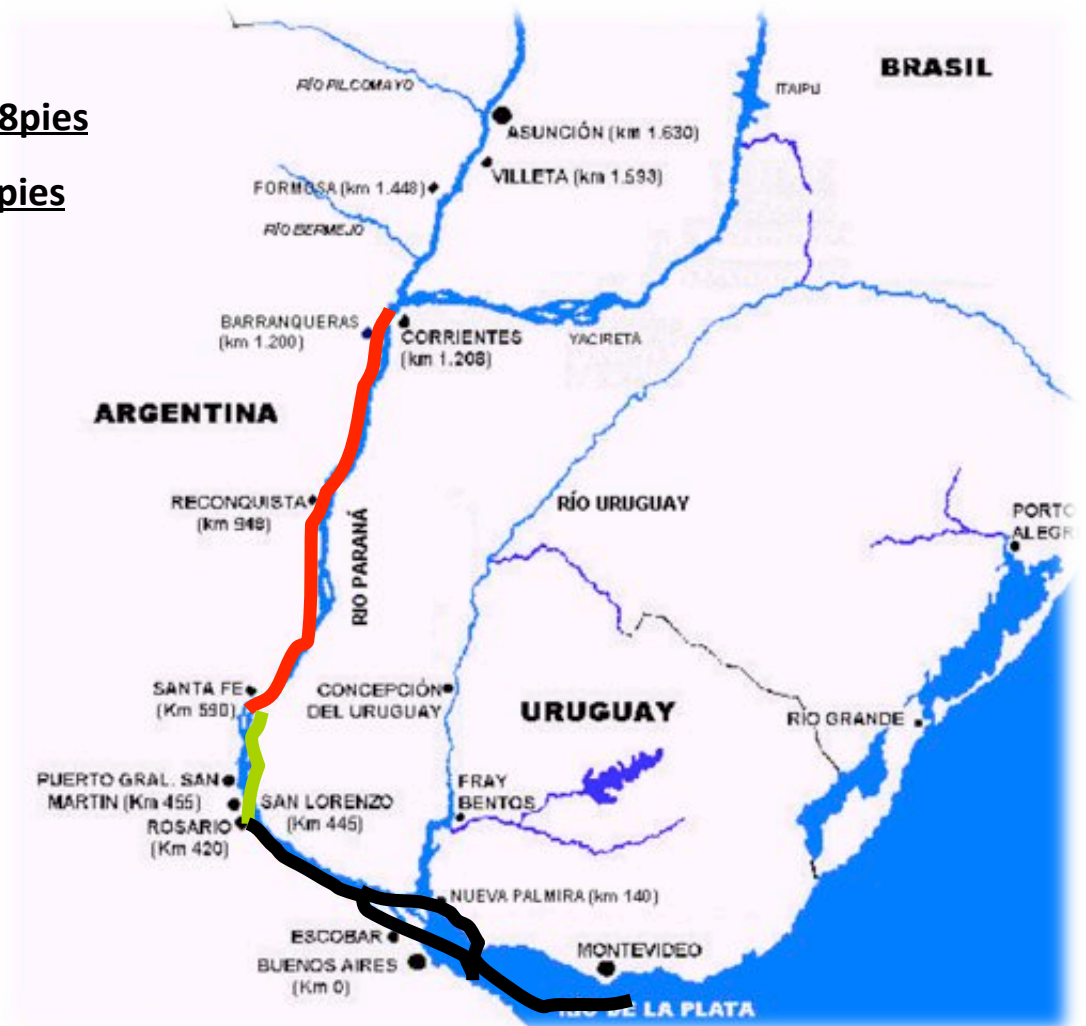 BRASIL
RÍO PILCOMAYO
ITAIPU
8pies
ASUNCIÓN (km 1.630)
VILLETA (km 1.593)
FORMOSA (km 1.448)
pies
RÍO BERMEJO
BARRANQUERAS
(km 1.200)
CORRIENTES
(km 1.208)
YACIRETÁ
ARGENTINA
RECONQUISTA
(km 948)
RÍO PARANÁ
RÍO URUGUAY
PORTO
ALEGR
SANTA FE
(Km 590)
CONCEPCIÓN
DEL URUGUAY
URUGUAY
RIO GRANDE
PUERTO GRAL. SAN
MARTIN (Km 455)
SAN LORENZO
(Km 445)
ROSARIO
(Km 420)
FRAY
BENTOS
NUEVA PALMIRA (km 140)
ESCOBAR
BUENOS AIRES
(Km 0)
MONTEVIDEO
DE LA PLATA